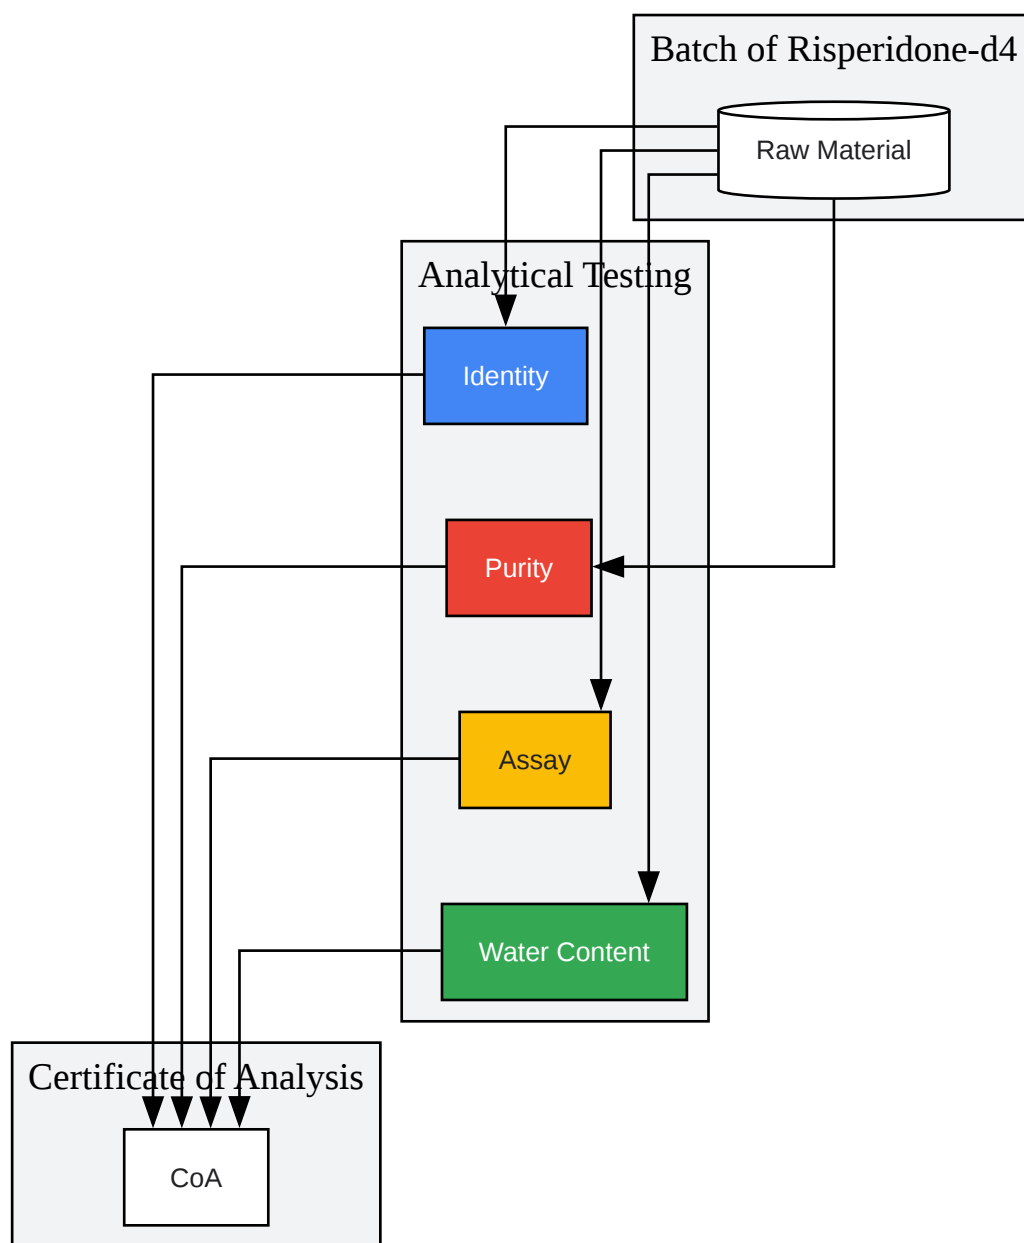 Batch of Risperidone-d4
Raw Material
Analytical Testing
Identity
Purity
Assay
Water Content
Certificate of Analysis
CoA